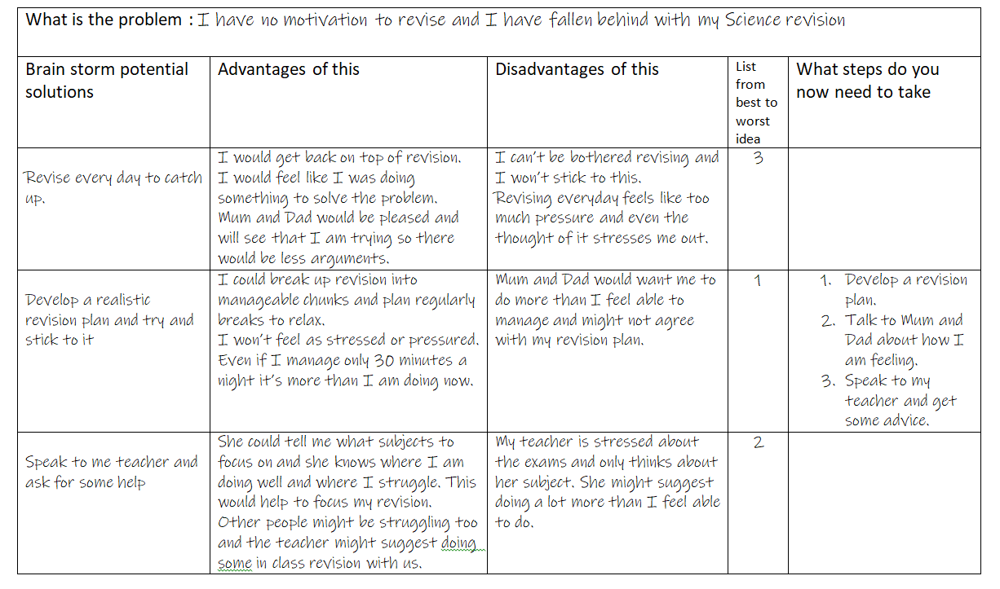 What is the problem : I have no motivation to revise and I have fallen behind with my Science revision
Brain storm potential
solutions
Advantages of this
Disadvantages of this
List
from
best to
worst
idea
What steps do you
now need to take
Revise every day to catch
up.
I would get back on top of revision.
I would feel like I was doing
something to solve the problem.
Mum and Dad would be pleased and
will see that I am trying so there
would be less arguments.
I can't be bothered revising and
I won't stick to this.
Revising everyday feels like too
much pressure and even the
thought of it stresses me out.
3
Develop a realistic
revision plan and try and
stick to it
I could break up revision into
manageable chunks and plan regularly
breaks to relax.
I won't feel as stressed or pressured.
Even if I manage only 30 minutes a
night it's more than I am doing now.
Mum and Dad would want me to
do more than I feel able to
manage and might not agree
with my revision plan.
1
1. Develop a revision
plan.
2. Talk to Mum and
Dad about how I
am feeling.
3. Speak to my
teacher and get
some advice.
Speak to me teacher and
ask for some help
She could tell me what subjects to
focus on and she knows where I am
doing well and where I struggle. This
would help to focus my revision.
Other people might be struggling too
and the teacher might suggest doing
some in class revision with us.
My teacher is stressed about
the exams and only thinks about
her subject. She might suggest
doing a lot more than I feel able
to do.
2